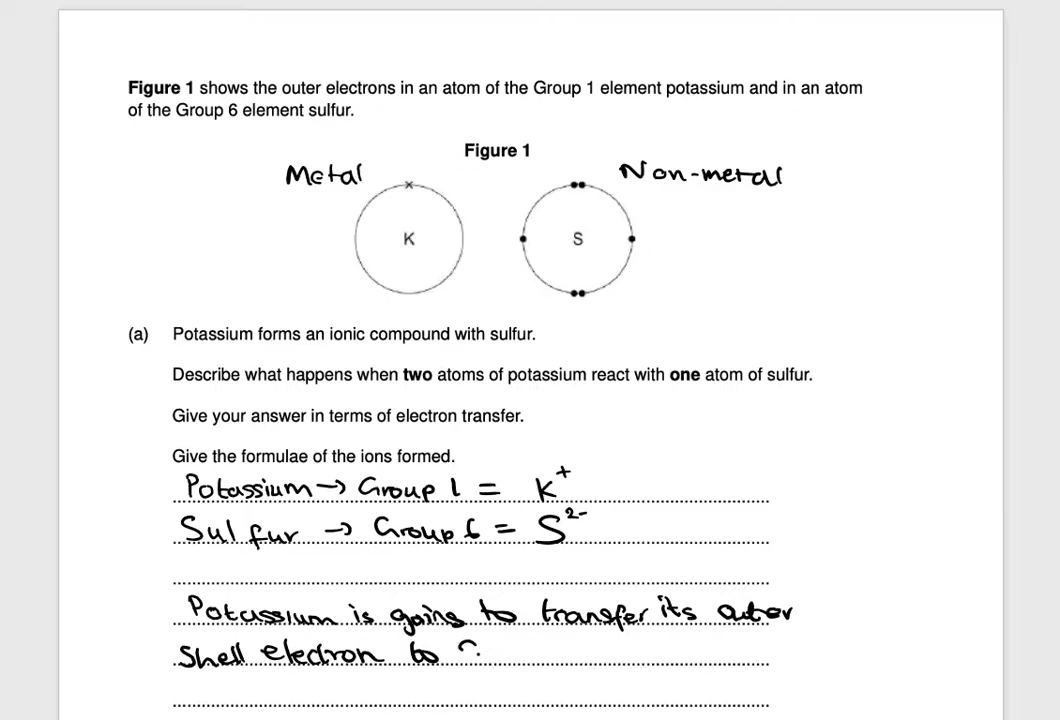 Figure 1 shows the outer electrons in an atom of the Group 1 element potassium and in an atom
of the Group 6 element sulfur.
Figure 1
Metal
Non-metal
K
S
(a) Potassium forms an ionic compound with sulfur.
Describe what happens when two atoms of potassium react with one atom of sulfur.
Give your answer in terms of electron transfer.
Give the formulae of the ions formed.
Potassium → Group 1 = K⁺
Sulfur → Group 6 = S²⁻
Potassium is going to transfer its outer
shell electron to